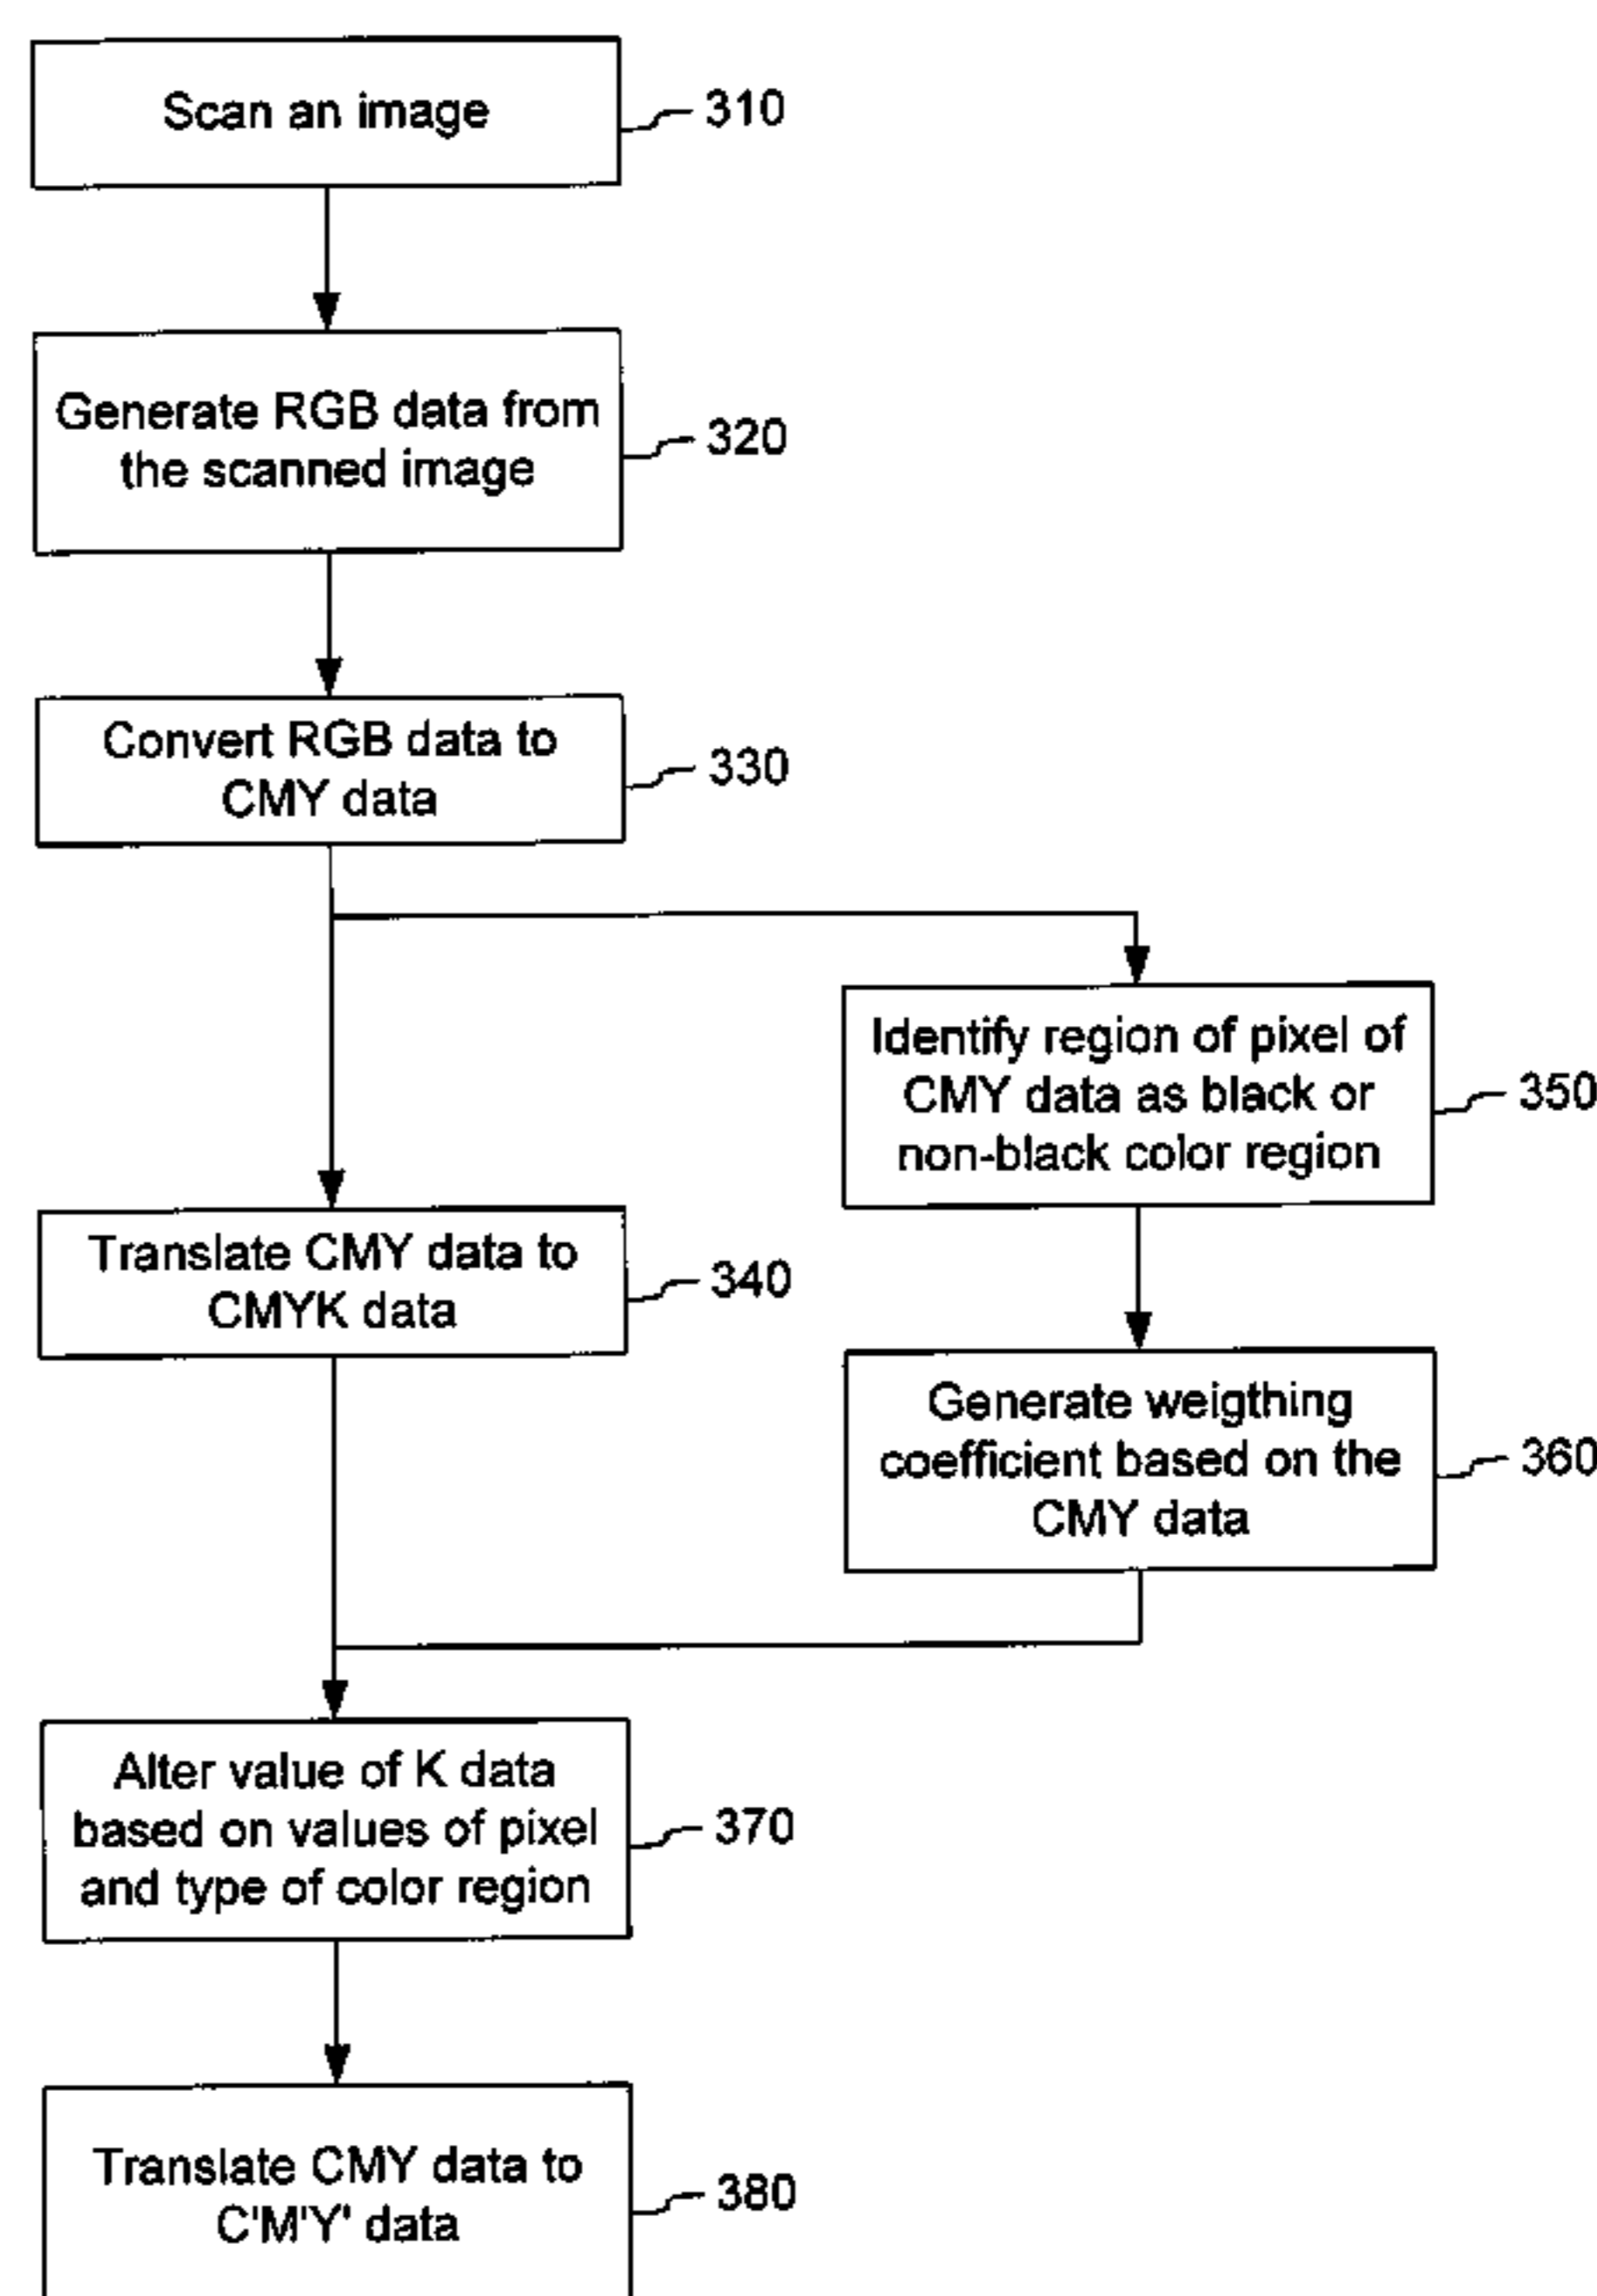 Scan an image
310
Generate RGB data from
the scanned image
320
Convert RGB data to
CMY data
330
Identify region of pixel of
CMY data as black or
non-black color region
350
Translate CMY data to
CMYK data
340
Generate weigthing
coefficient based on the
CMY data
360
Alter value of K data
based on values of pixel
and type of color region
370
Translate CMY data to
C'M'Y' data
380